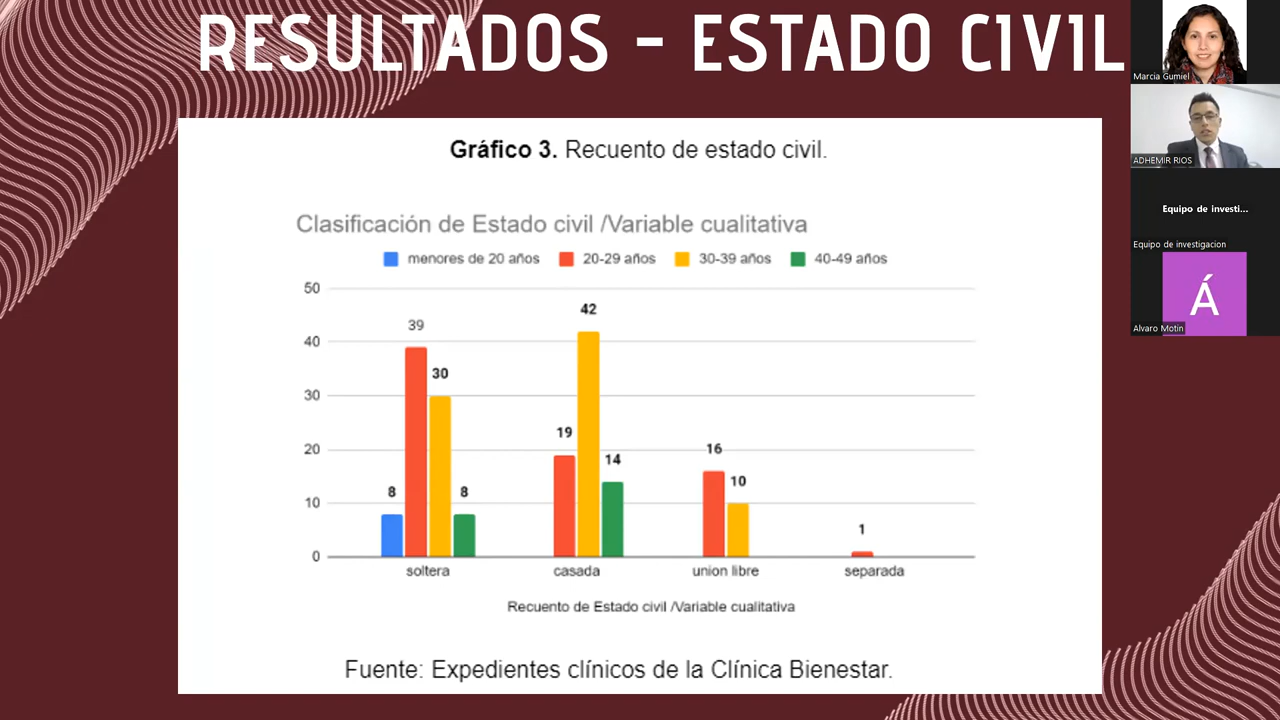 RESULTADOS - ESTADO CIVIL
Gráfico 3. Recuento de estado civil.
Clasificación de Estado civil /Variable cualitativa
menores de 20 años 20-29 años 30-39 años 40-49 años
50
40
30
20
10
0
8
39
30
8
19
42
14
16
10
1
soltera casada union libre separada
Recuento de Estado civil /Variable cualitativa
Fuente: Expedientes clínicos de la Clínica Bienestar.
Marcia Gumiel
ADHEMIR RIOS
Equipo de investi...
Equipo de investigacion
Á
Alvaro Motin